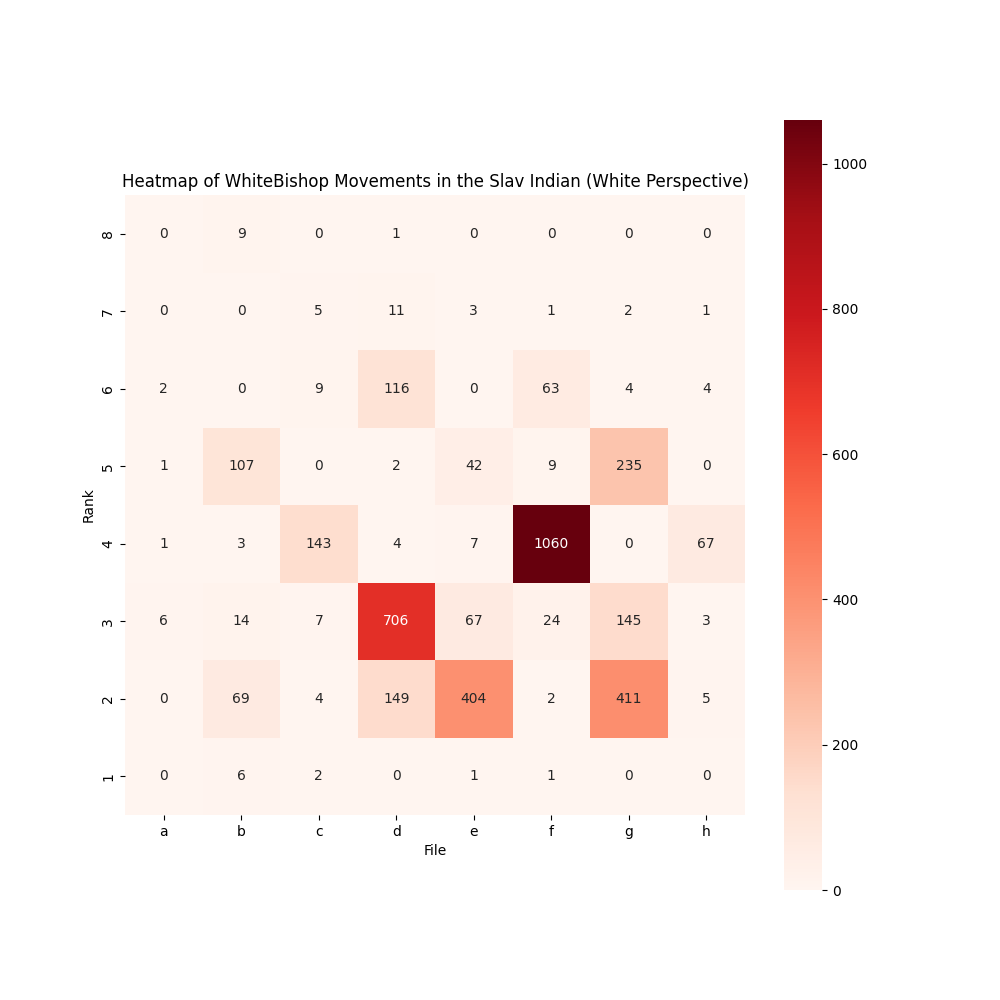 Heatmap of WhiteBishop Movements in the Slav Indian (White Perspective)
8 0 9 0 1 0 0 0 0
7 0 0 5 11 3 1 2 1
6 2 0 9 116 0 63 4 4
5 1 107 0 2 42 9 235 0
4 1 3 143 4 7 1060 0 67
3 6 14 7 706 67 24 145 3
2 0 69 4 149 404 2 411 5
1 0 6 2 0 1 1 0 0
a b c d e f g h
File
Rank
1000
800
600
400
200
0